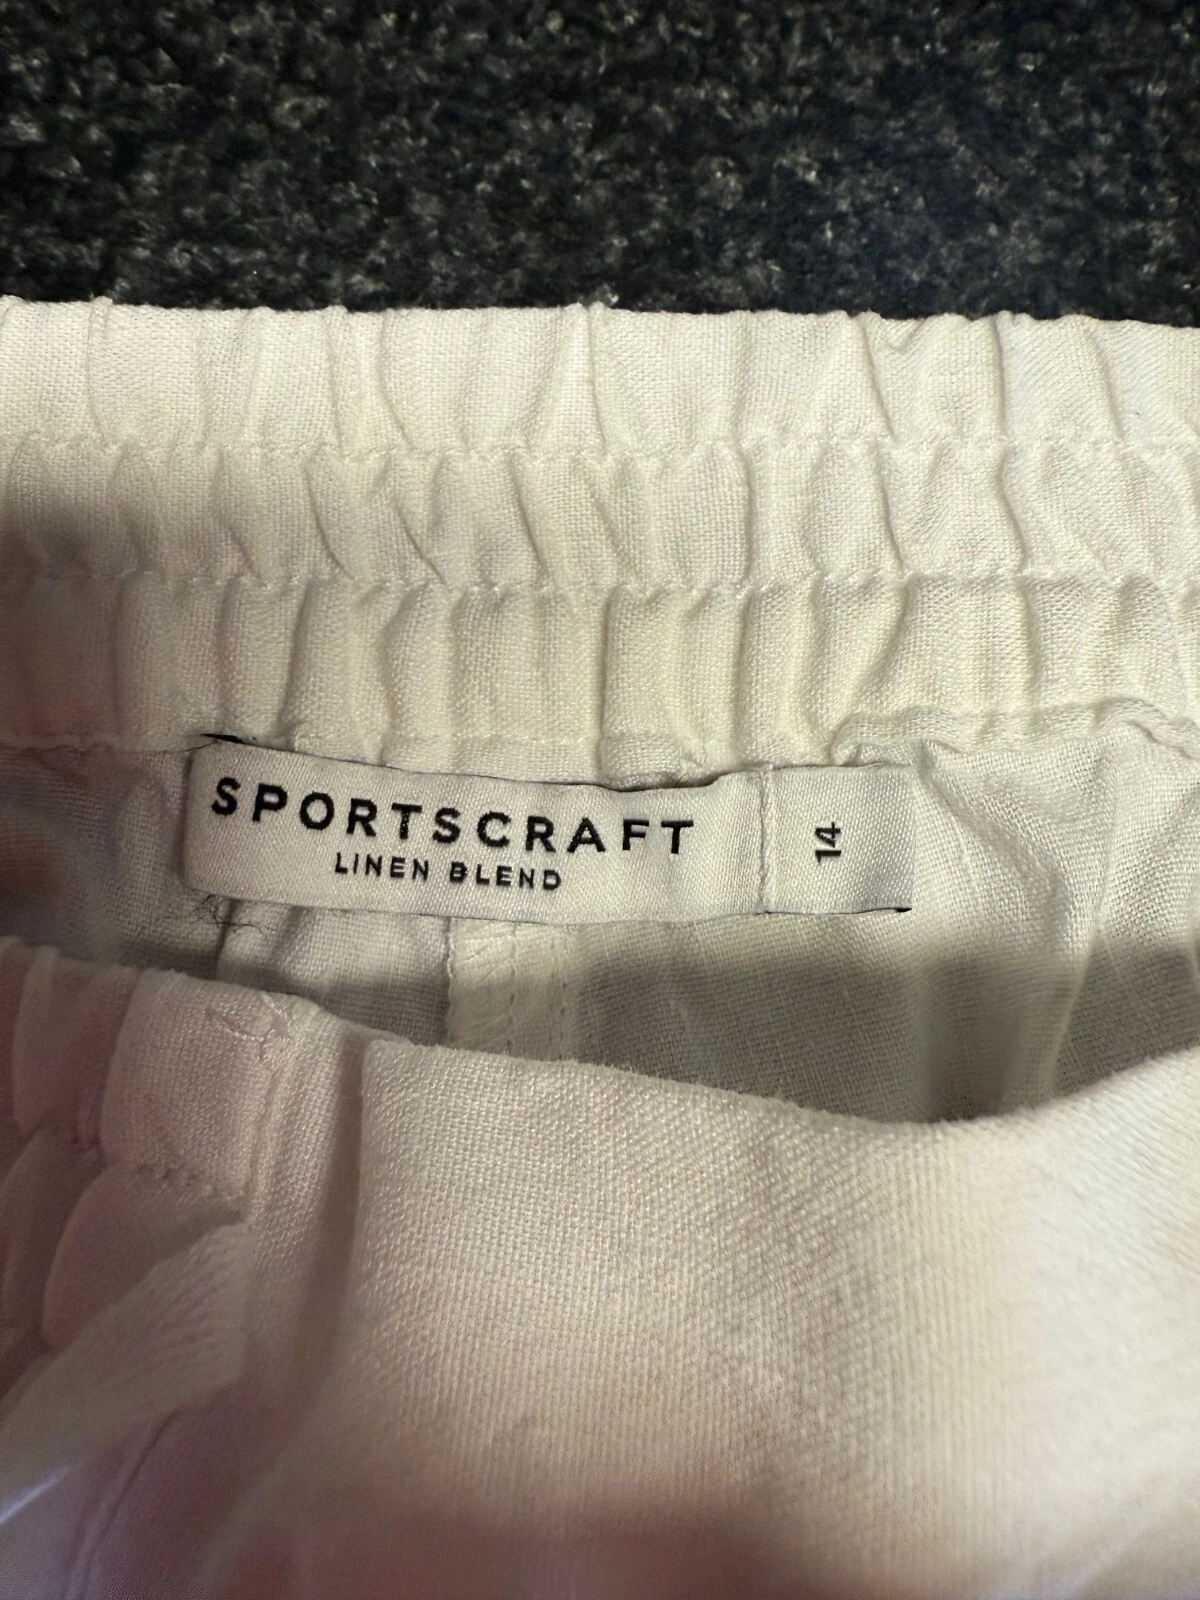 SPORTSCRAFT
LINEN BLEND
14